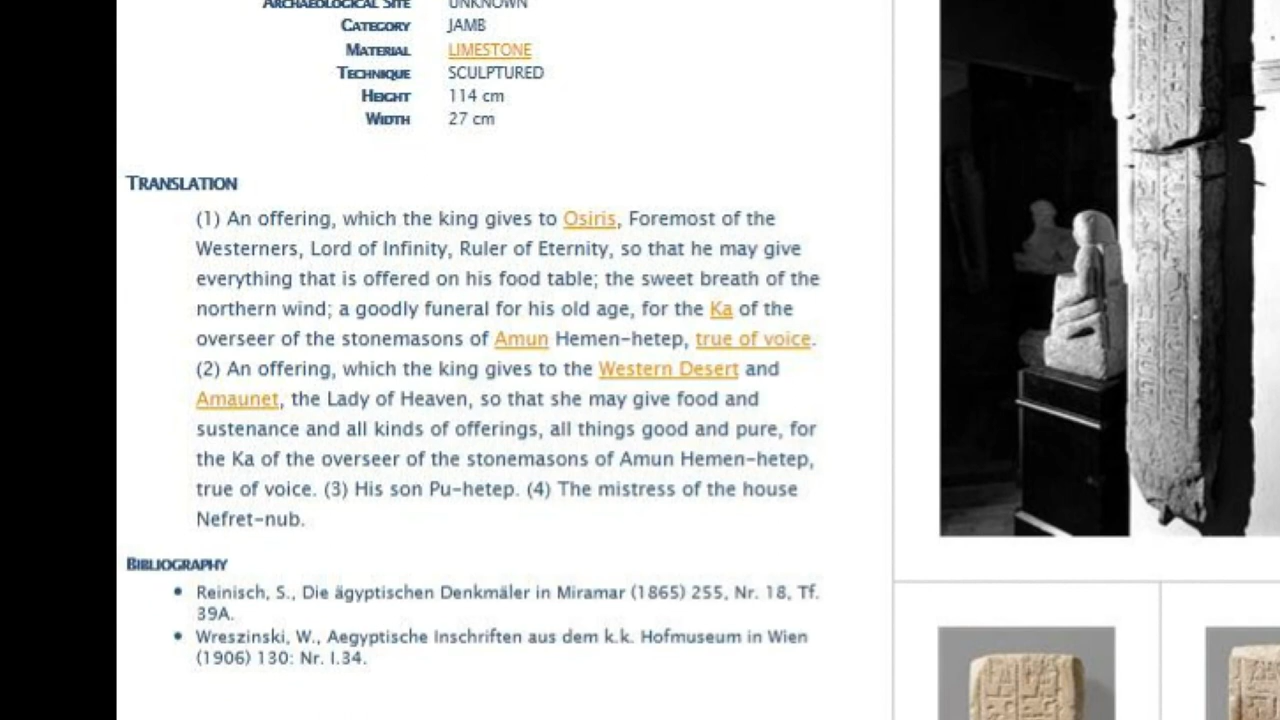 ARCHAEOLOGICAL SITE UNKNOWN
CATEGORY JAMB
MATERIAL LIMESTONE
TECHNIQUE SCULPTURED
HEIGHT 114 cm
WIDTH 27 cm
TRANSLATION
(1) An offering, which the king gives to Osiris, Foremost of the
Westerners, Lord of Infinity, Ruler of Eternity, so that he may give
everything that is offered on his food table; the sweet breath of the
northern wind; a goodly funeral for his old age, for the Ka of the
overseer of the stonemasons of Amun Hemen-hetep, true of voice.
(2) An offering, which the king gives to the Western Desert and
Amaunet, the Lady of Heaven, so that she may give food and
sustenance and all kinds of offerings, all things good and pure, for
the Ka of the overseer of the stonemasons of Amun Hemen-hetep,
true of voice. (3) His son Pu-hetep. (4) The mistress of the house
Nefret-nub.
BIBLIOGRAPHY
• Reinisch, S., Die ägyptischen Denkmäler in Miramar (1865) 255, Nr. 18, Tf.
39A.
• Wreszinski, W., Aegyptische Inschriften aus dem k.k. Hofmuseum in Wien
(1906) 130: Nr. I.34.